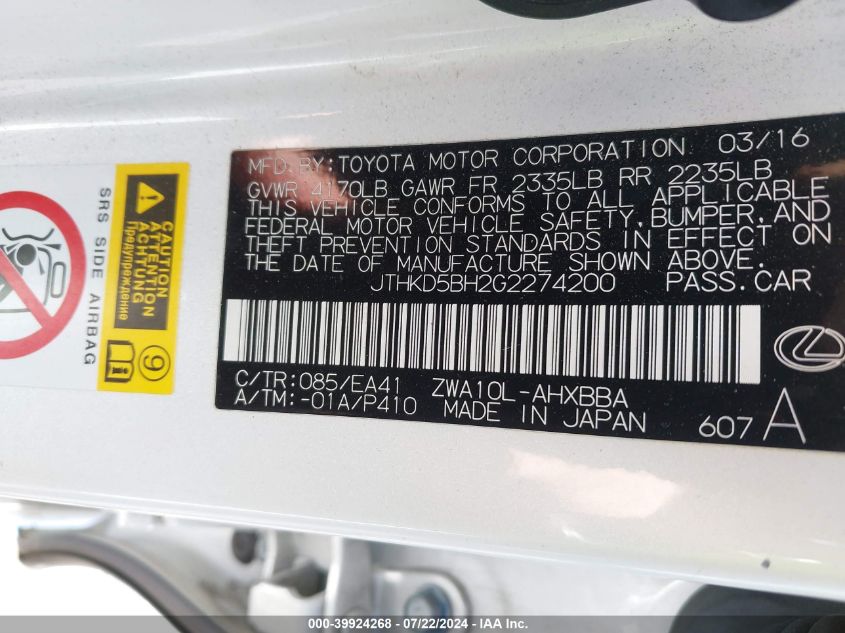 SRS SIDE AIRBAG
CAUTION
ATTENTION
ACHTUNG
Предупреждение
9
MFD. BY: TOYOTA MOTOR CORPORATION 03/16
GVWR 4170LB GAWR FR 2335LB RR 2235LB
THIS VEHICLE CONFORMS TO ALL APPLICABLE
FEDERAL MOTOR VEHICLE SAFETY, BUMPER, AND
THEFT PREVENTION STANDARDS IN EFFECT ON
THE DATE OF MANUFACTURE SHOWN ABOVE.
JTHKD5BH2G2274200 PASS.CAR
C/TR:085/EA41 ZWA10L-AHXBBA
A/TM:-01A/P410 MADE IN JAPAN 607 A
000-39924268 - 07/22/2024 - IAA Inc.